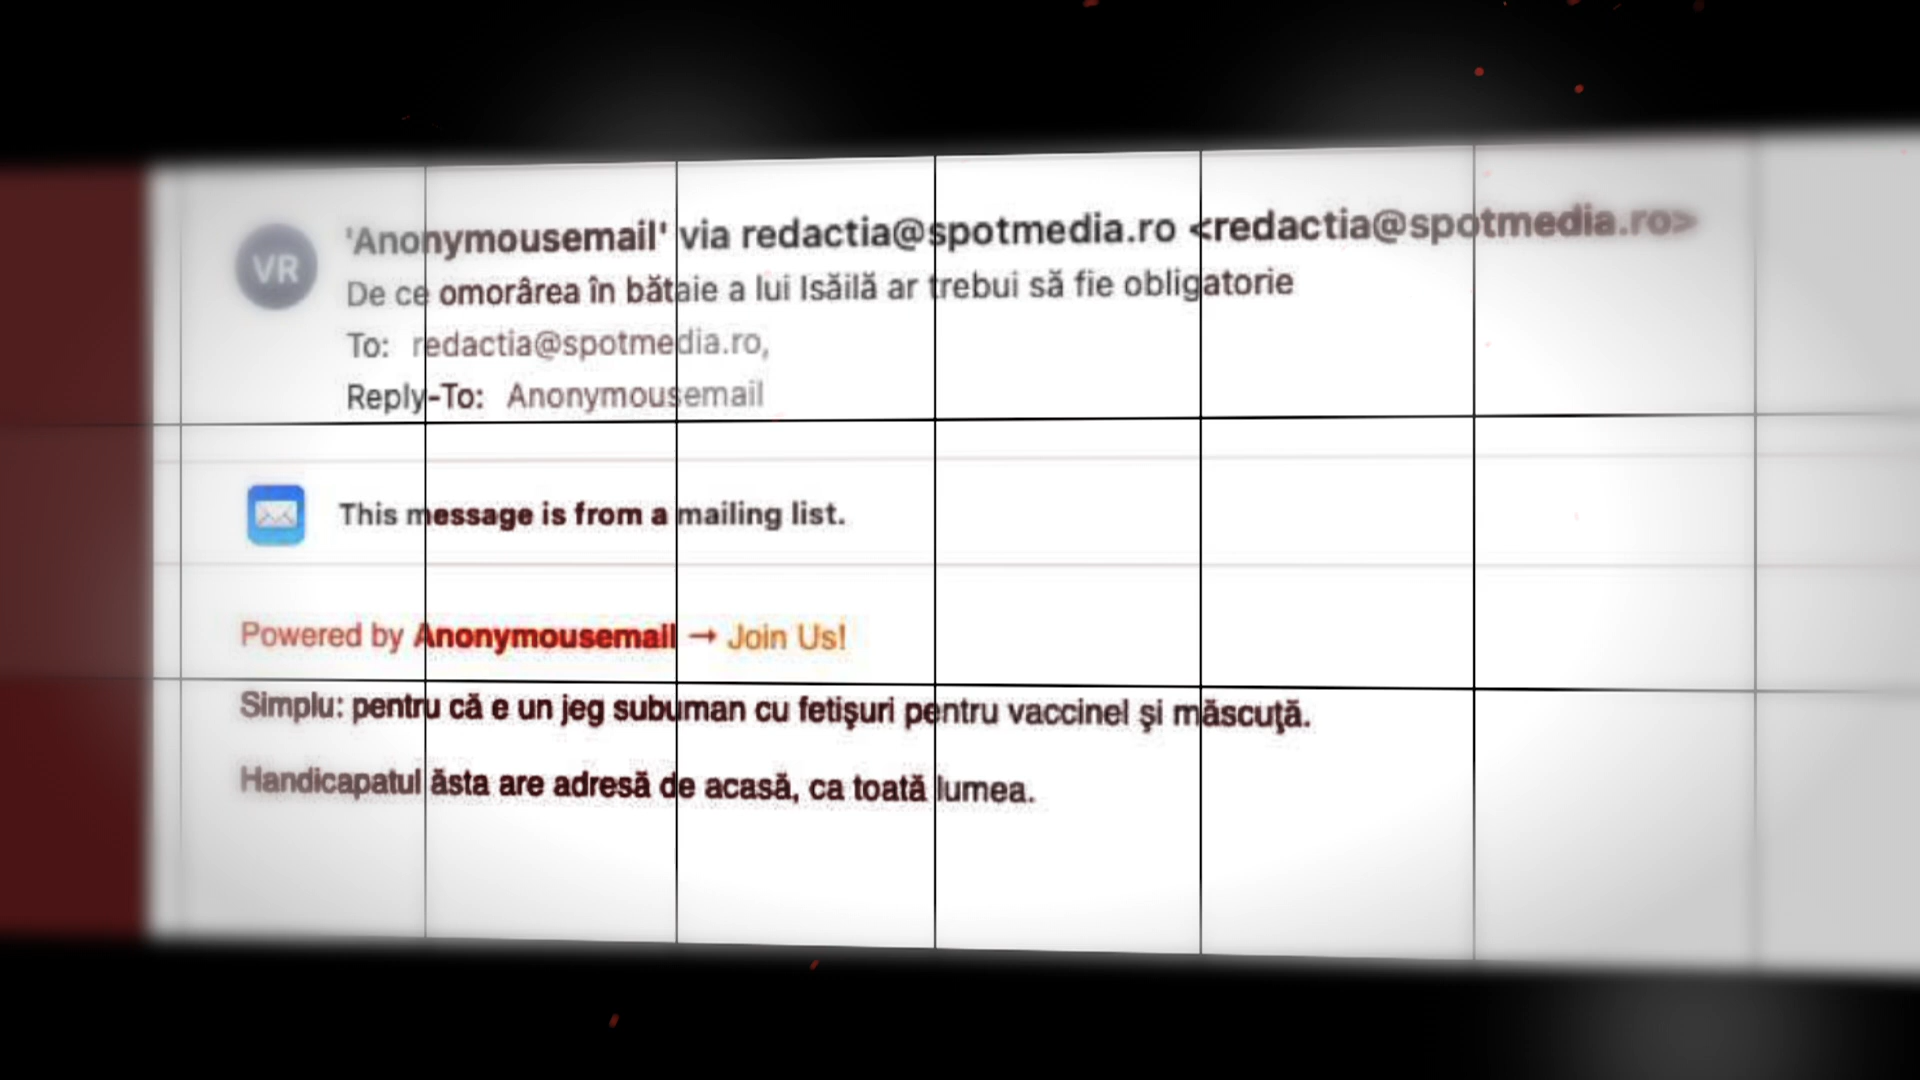 VR
'Anonymousemail' via redactia@spotmedia.ro <redactia@spotmedia.ro>
De ce omorârea în bătaie a lui Isăilă ar trebui să fie obligatorie
To: redactia@spotmedia.ro,
Reply-To: Anonymousemail
This message is from a mailing list.
Powered by Anonymousemail → Join Us!
Simplu: pentru că e un jeg subuman cu fetişuri pentru vaccinel şi măscuţă.
Handicapatul ăsta are adresă de acasă, ca toată lumea.